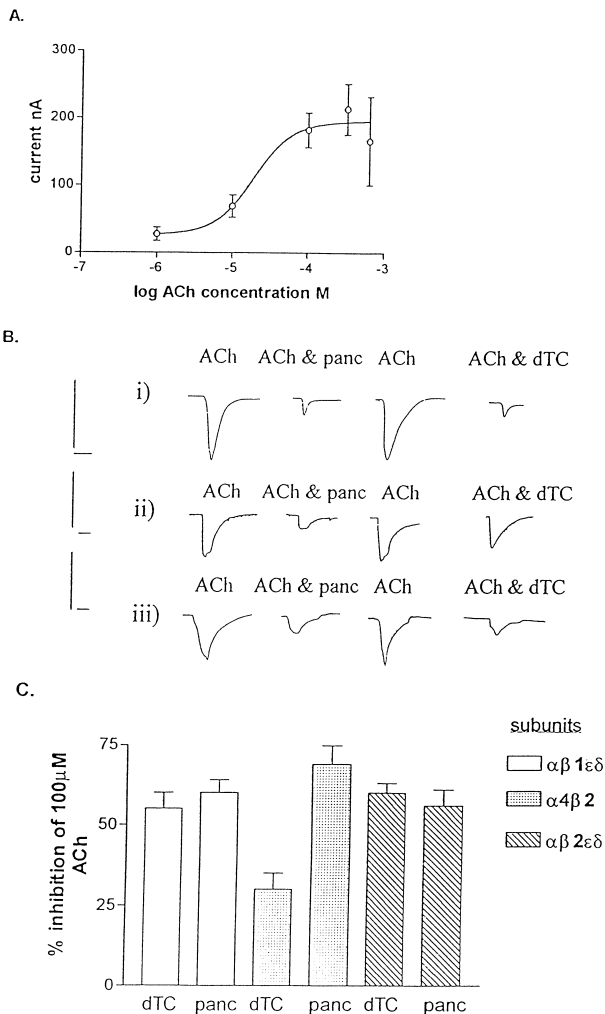 A.
300
200
100
0
current nA
-7 -6 -5 -4 -3
log ACh concentration M
B.
ACh ACh & panc ACh ACh & dTC
i)
ACh ACh & panc ACh ACh & dTC
ii)
ACh ACh & panc ACh ACh & dTC
iii)
C.
75
50
25
0
% inhibition of 100μM
ACh
dTC panc dTC panc dTC panc
subunits
αβ1εδ
α4β2
αβ2εδ